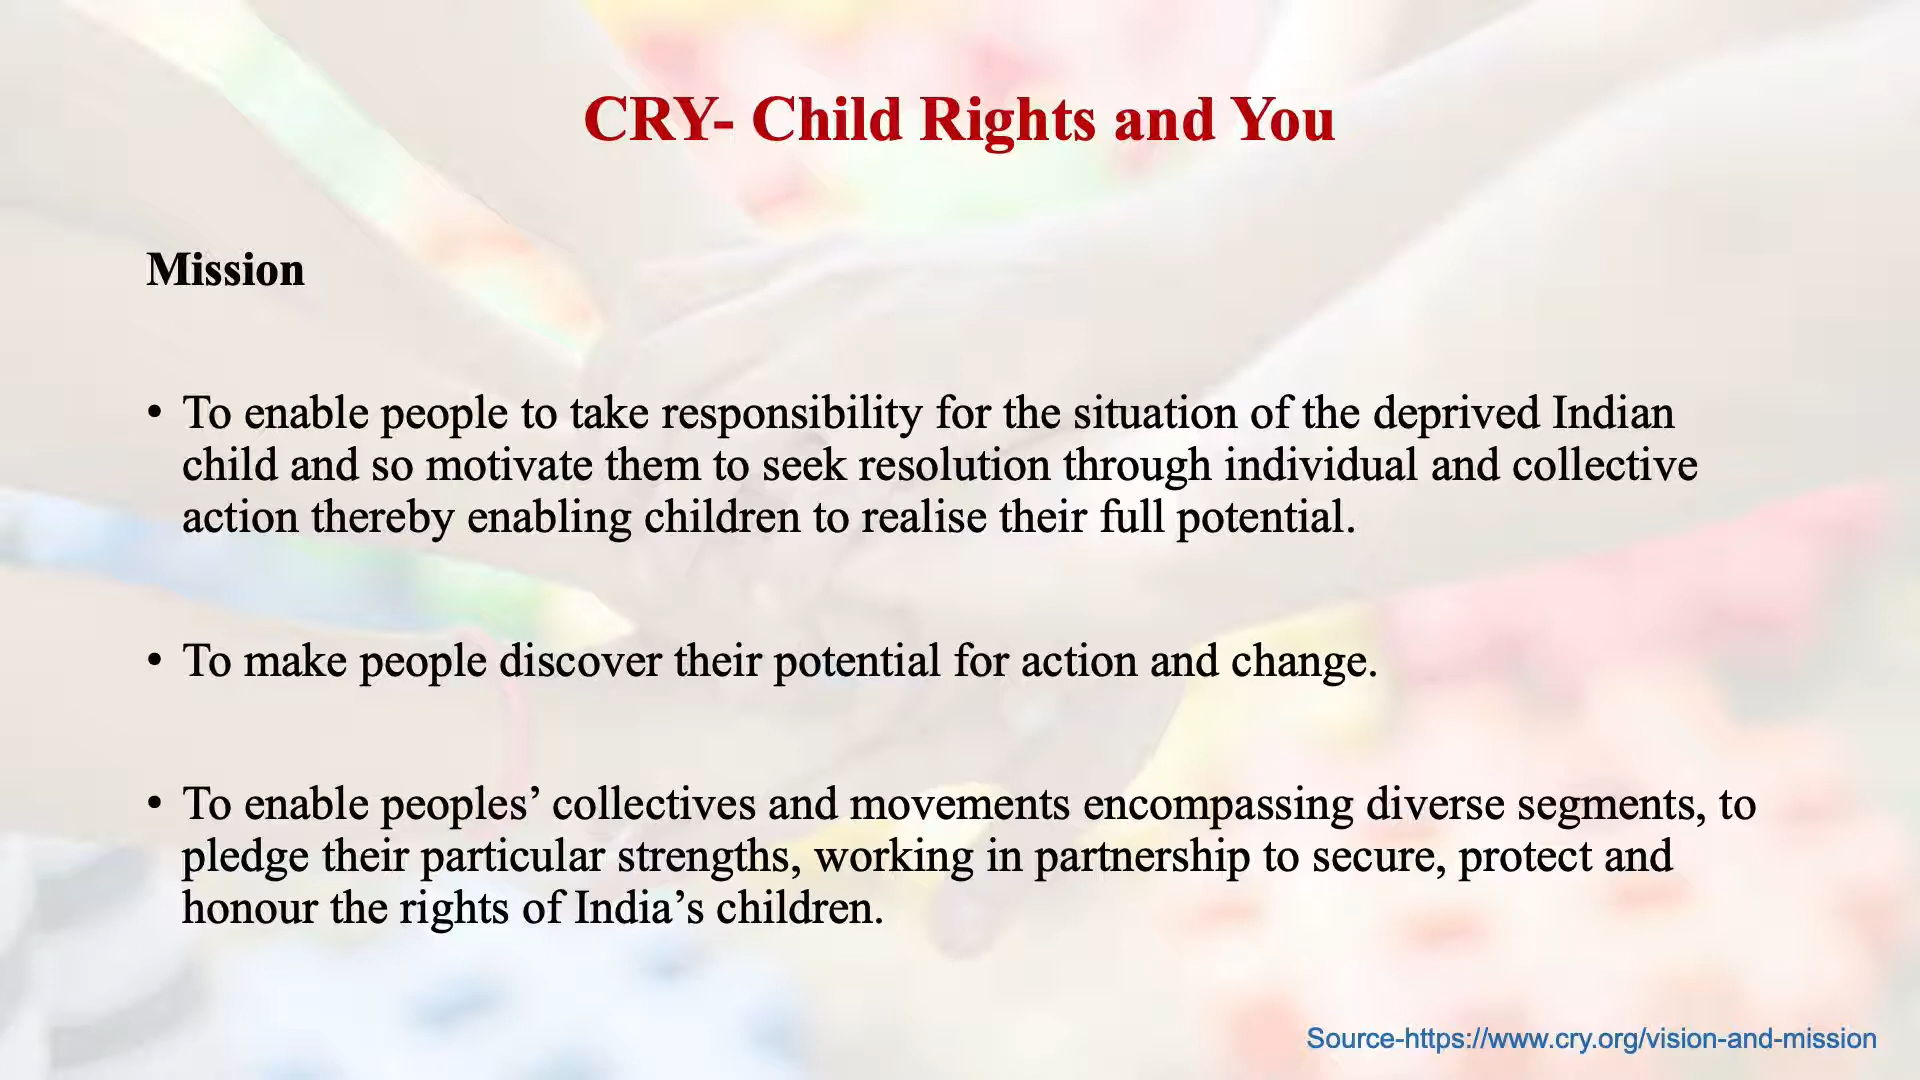 CRY- Child Rights and You
Mission
• To enable people to take responsibility for the situation of the deprived Indian
child and so motivate them to seek resolution through individual and collective
action thereby enabling children to realise their full potential.
• To make people discover their potential for action and change.
• To enable peoples’ collectives and movements encompassing diverse segments, to
pledge their particular strengths, working in partnership to secure, protect and
honour the rights of India’s children.
Source-https://www.cry.org/vision-and-mission